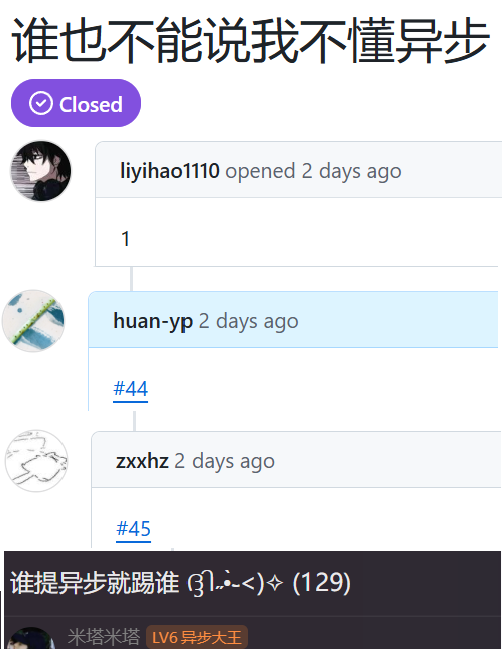 谁也不能说我不懂异步
Closed
liyihao1110 opened 2 days ago
1
huan-yp 2 days ago
#44
zxxhz 2 days ago
#45
谁提异步就踢谁 (129)
米塔米塔 LV6 异步大王